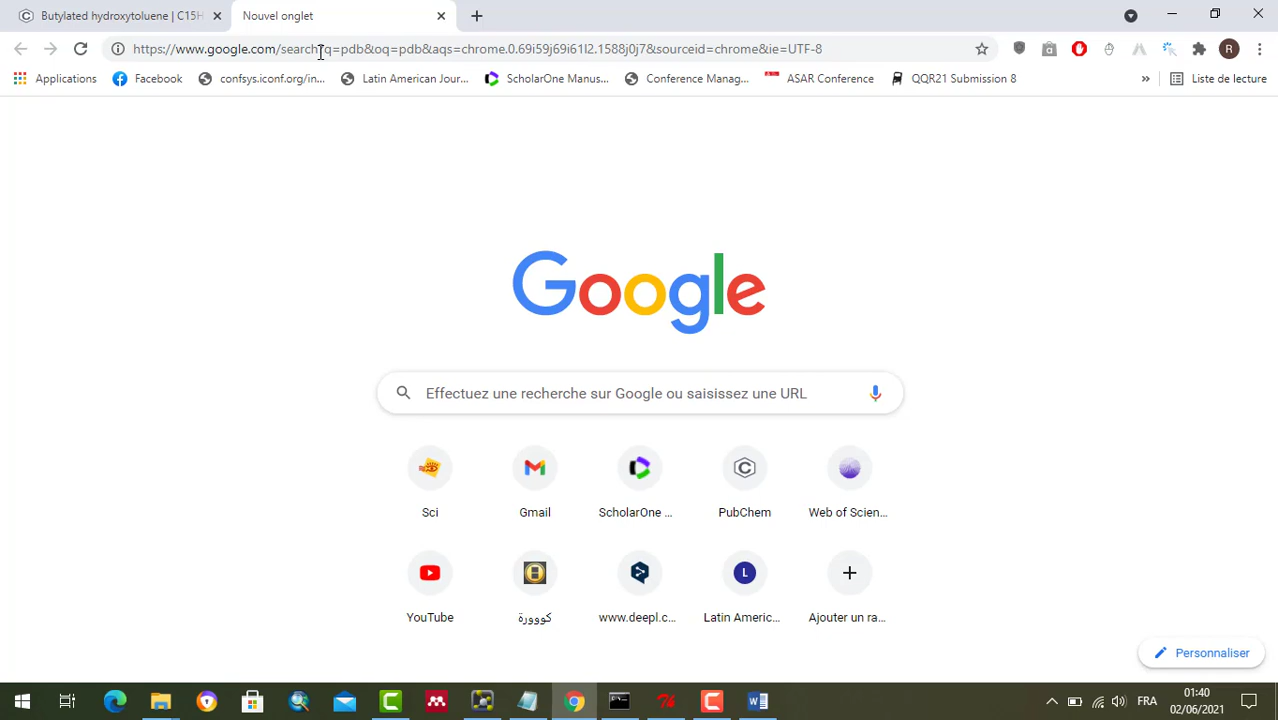 Butylated hydroxytoluene | C15H
Nouvel onglet
https://www.google.com/search?q=pdb&oq=pdb&aqs=chrome.0.69i59j69i61l2.1588j0j7&sourceid=chrome&ie=UTF-8
R
Applications
Facebook
confsys.iconf.org/in...
Latin American Jour...
ScholarOne Manus...
Conference Manag...
ASAR Conference
QQR21 Submission 8
»
Liste de lecture
Google
Effectuez une recherche sur Google ou saisissez une URL
Sci
Gmail
ScholarOne ...
PubChem
Web of Scien...
L
YouTube
كووورة
www.deepl.c...
Latin Americ...
Ajouter un ra...
Personnaliser
FRA
01:40
02/06/2021